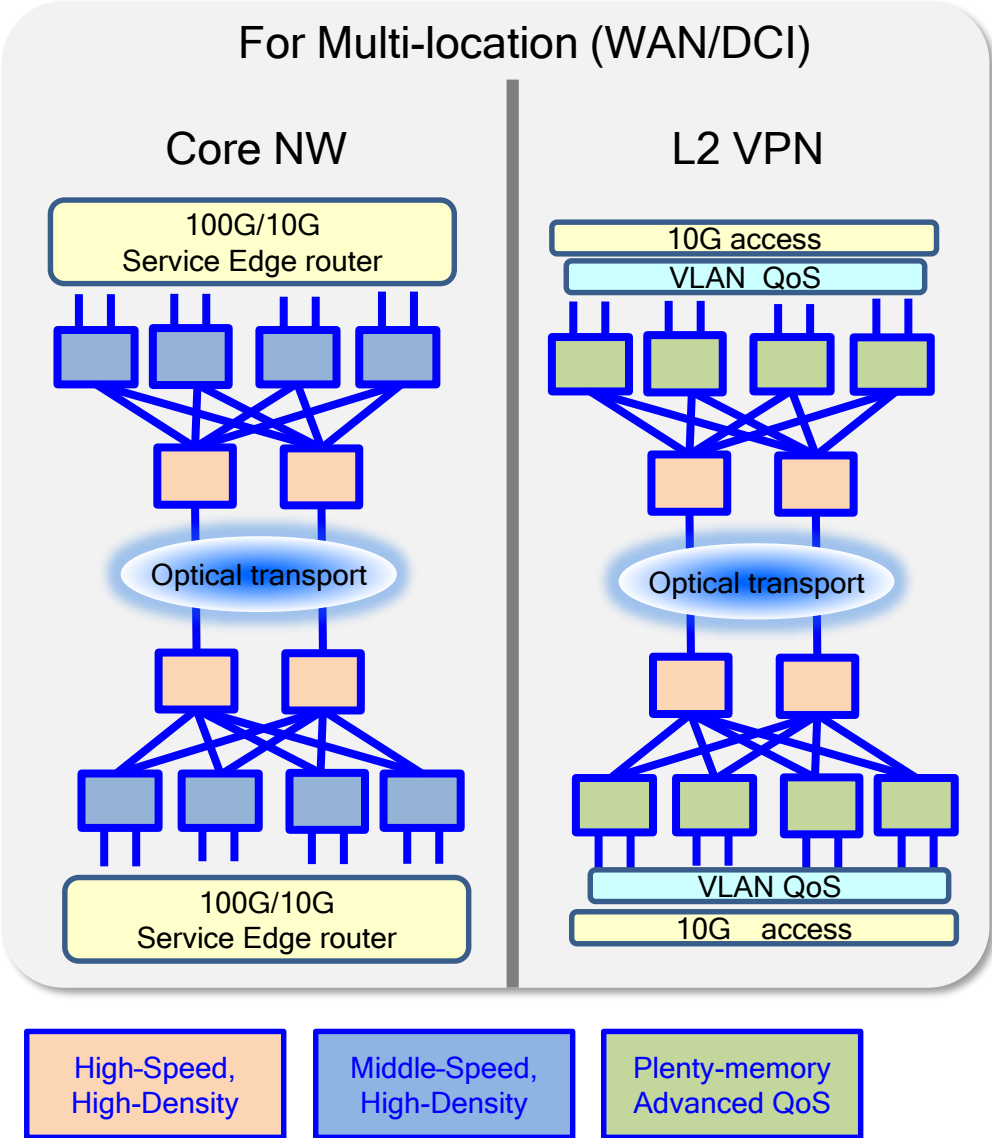 For Multi-location (WAN/DCI)
Core NW
100G/10G
Service Edge router
Optical transport
100G/10G
Service Edge router
L2 VPN
10G access
VLAN QoS
Optical transport
VLAN QoS
10G access
High-Speed,
High-Density
Middle-Speed,
High-Density
Plenty-memory
Advanced QoS